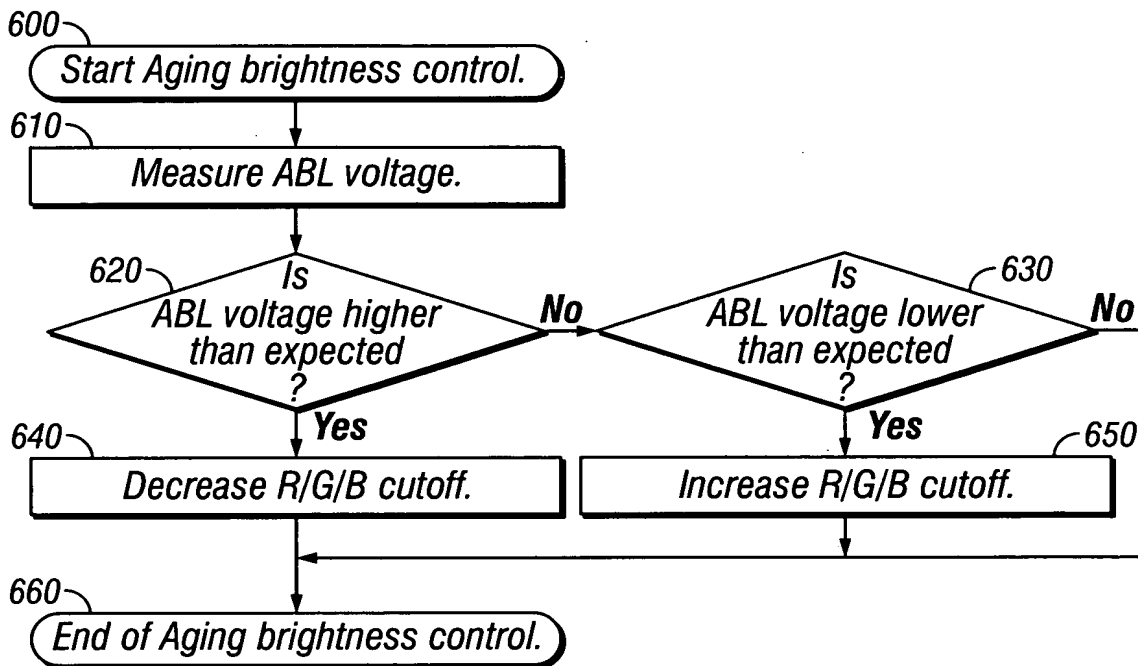 600
Start Aging brightness control.
610
Measure ABL voltage.
620
Is
ABL voltage higher
than expected
?
No
630
Is
ABL voltage lower
than expected
?
No
Yes
Yes
640
Decrease R/G/B cutoff.
650
Increase R/G/B cutoff.
660
End of Aging brightness control.